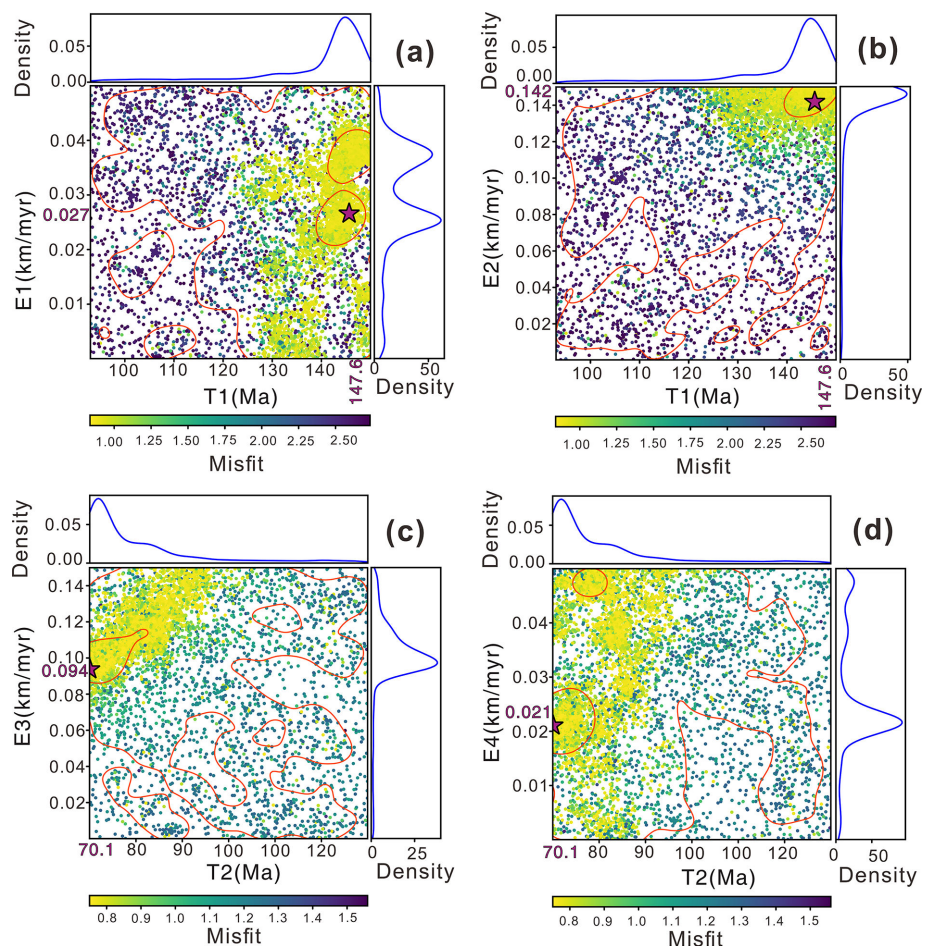 Density
0.05
0.00
(a)
E1(km/myr)
0.04
0.03
0.027
0.02
0.01
100 110 120 130 140
147.6
T1(Ma)
0 50
Density
1.00 1.25 1.50 1.75 2.00 2.25 2.50
Misfit
Density
0.05
0.00
(b)
E2(km/myr)
0.142
0.14
0.12
0.10
0.08
0.06
0.04
0.02
100 110 120 130 140
147.6
T1(Ma)
0 50
Density
1.00 1.25 1.50 1.75 2.00 2.25 2.50
Misfit
Density
0.05
0.00
(c)
E3(km/myr)
0.14
0.12
0.10
0.094
0.08
0.06
0.04
0.02
70.1 80 90 100 100 120
T2(Ma)
0 25
Density
0.8 0.9 1.0 1.1 1.2 1.3 1.4 1.5
Misfit
Density
0.05
0.00
(d)
E4(km/myr)
0.04
0.03
0.021
0.02
0.01
70.1 80 90 100 100 120
T2(Ma)
0 50
Density
0.8 0.9 1.0 1.1 1.2 1.3 1.4 1.5
Misfit